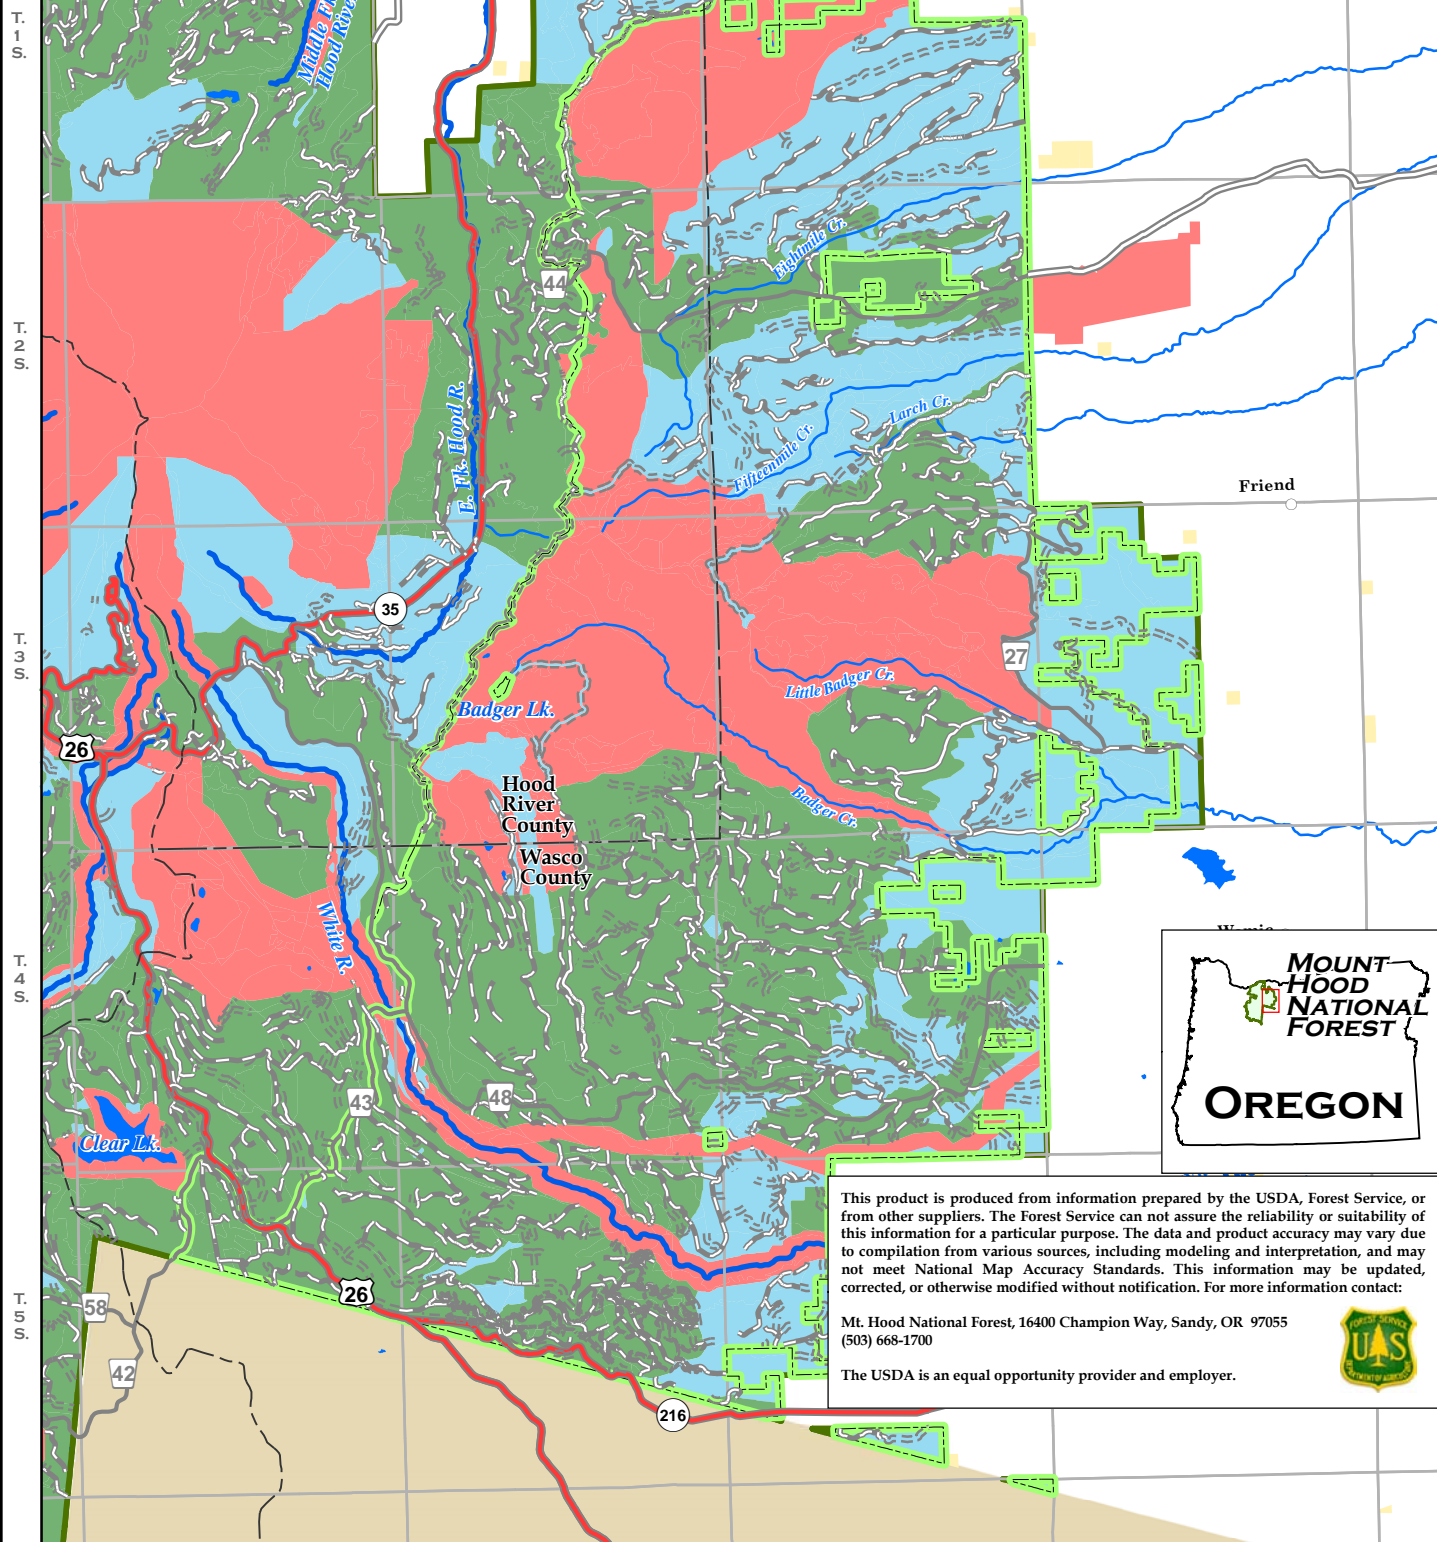 T.
1
S.
Middle Fk.
Hood River
44
Eightmile Cr.
T.
2
S.
E. Fk. Hood R.
Larch Cr.
Fifteenmile Cr.
Friend
35
T.
3
S.
27
Little Badger Cr.
Badger Lk.
26
Hood
River
County
Badger Cr.
Wasco
County
White R.
T.
4
S.
MOUNT
HOOD
NATIONAL
FOREST
OREGON
43
48
Clear Lk.
This product is produced from information prepared by the USDA, Forest Service, or
from other suppliers. The Forest Service can not assure the reliability or suitability of
this information for a particular purpose. The data and product accuracy may vary due
to compilation from various sources, including modeling and interpretation, and may
not meet National Map Accuracy Standards. This information may be updated,
corrected, or otherwise modified without notification. For more information contact:
Mt. Hood National Forest, 16400 Champion Way, Sandy, OR 97055
(503) 668-1700
The USDA is an equal opportunity provider and employer.
FOREST SERVICE
US
DEPARTMENT OF AGRICULTURE
T.
5
S.
58
26
42
216